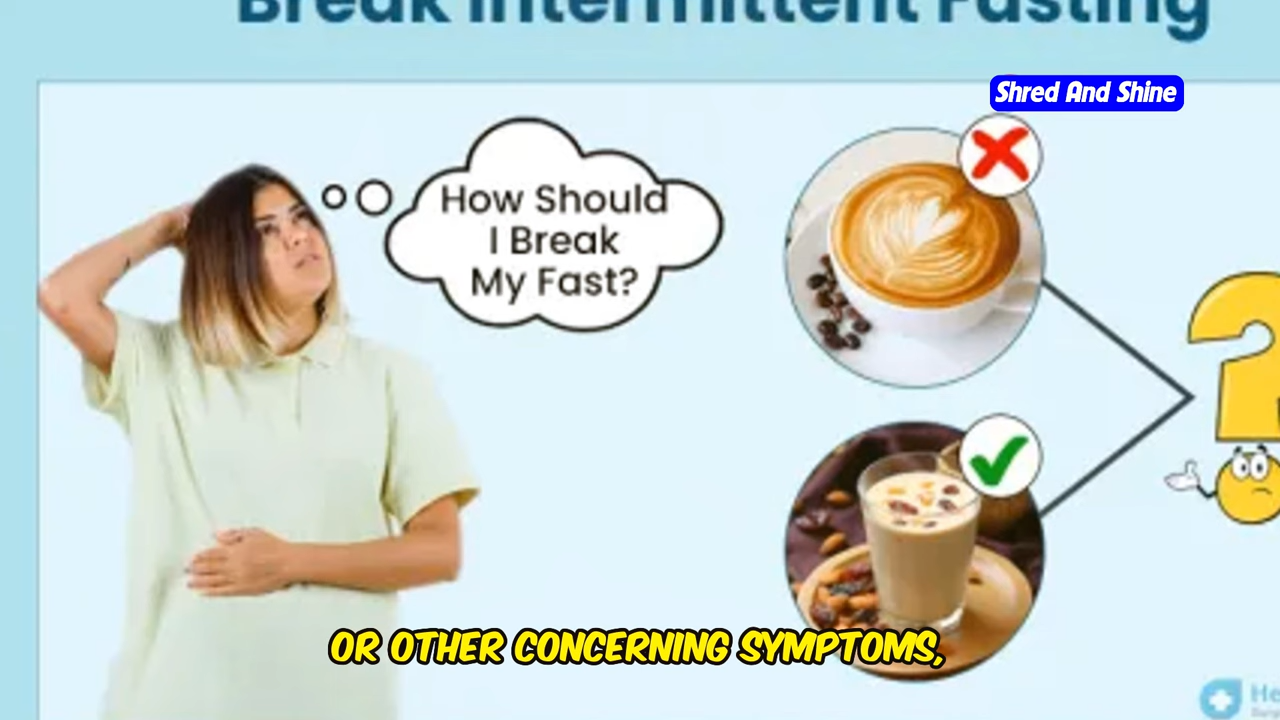 Break Intermittent Fasting
Shred And Shine
How Should
I Break
My Fast?
OR OTHER CONCERNING SYMPTOMS,